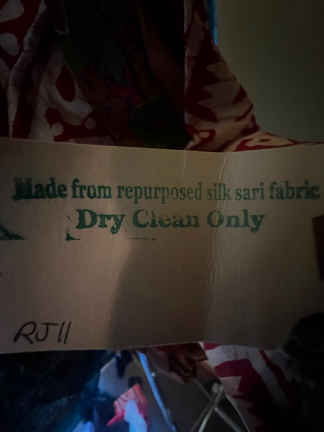 Made from repurposed silk sari fabric
Dry Clean Only
RJ11